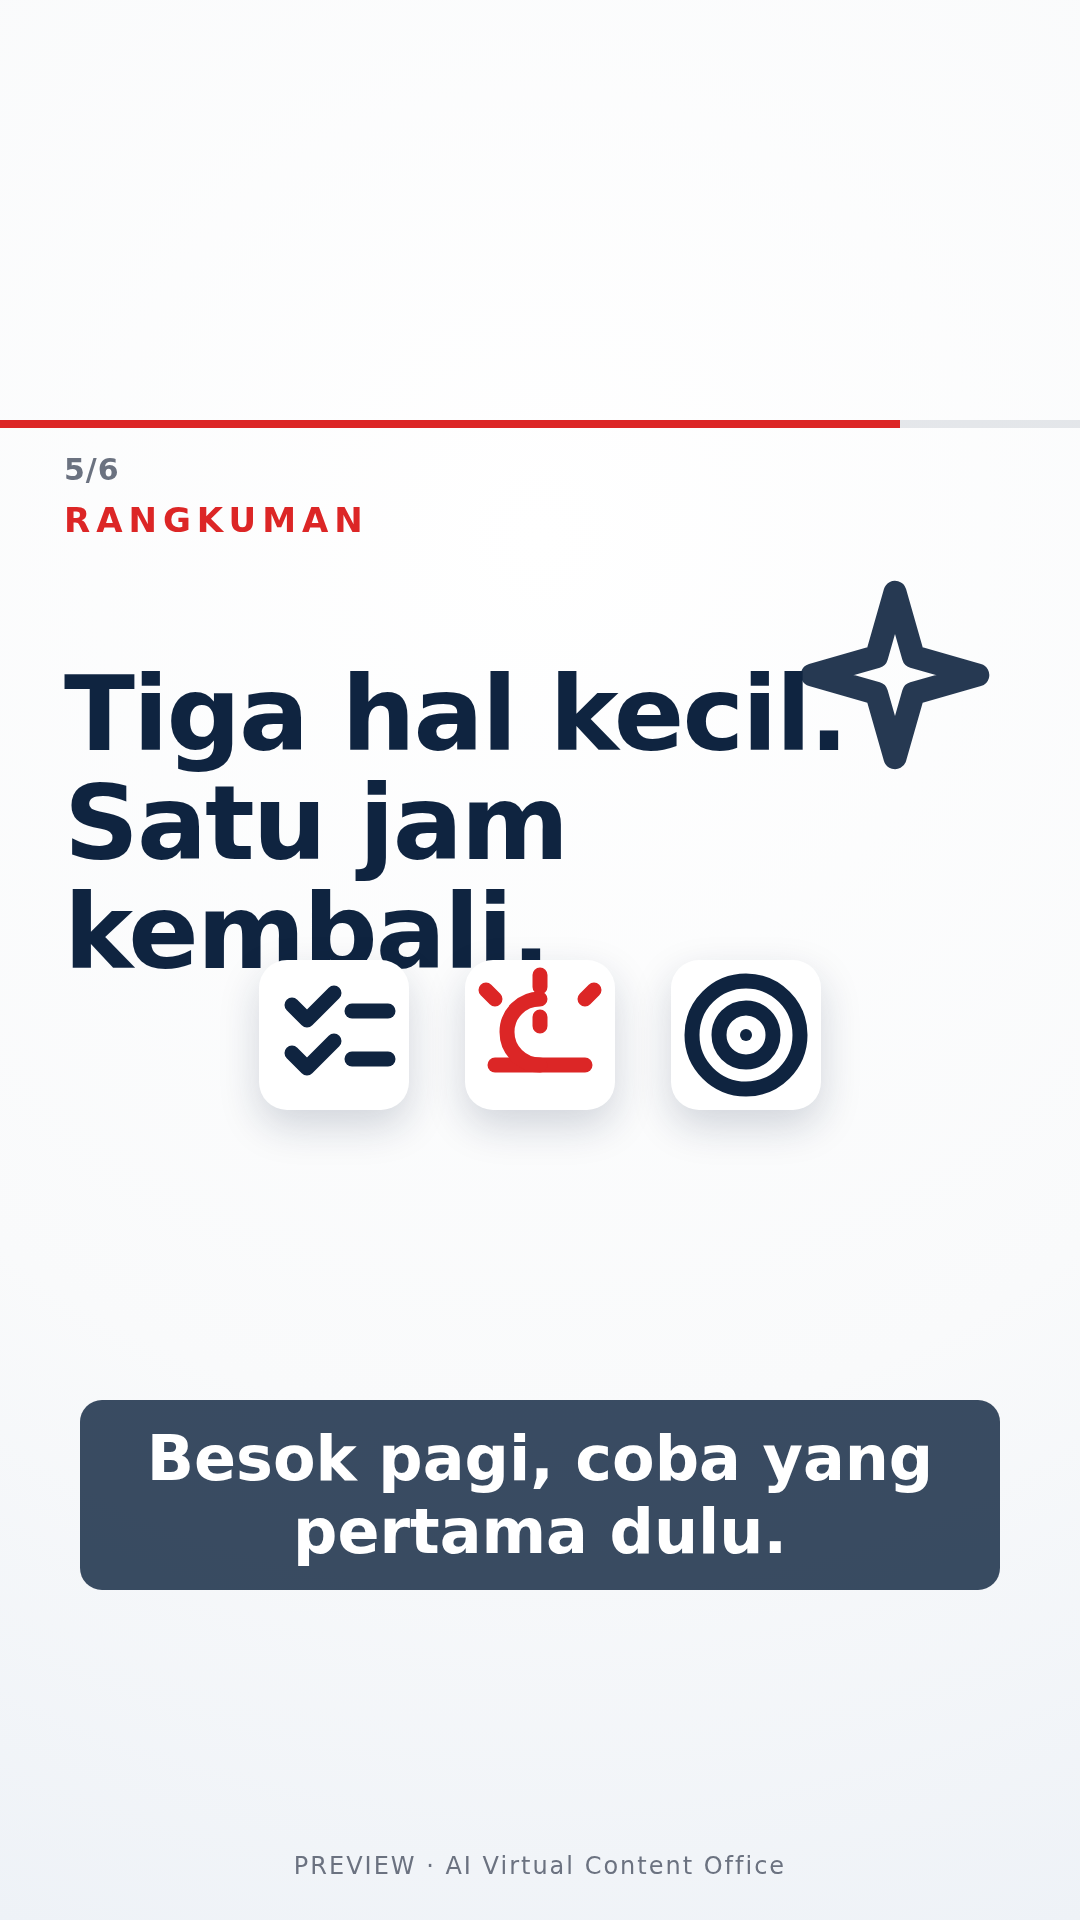 5/6
RANGKUMAN
Tiga hal kecil.
Satu jam
kembali.
Besok pagi, coba yang
pertama dulu.
PREVIEW · AI Virtual Content Office